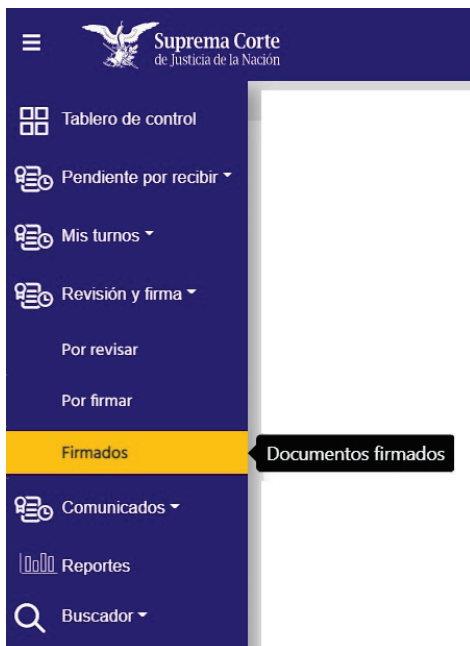 Suprema Corte
de Justicia de la Nación
Tablero de control
Pendiente por recibir
Mis turnos
Revisión y firma
Por revisar
Por firmar
Firmados
Documentos firmados
Comunicados
Reportes
Buscador